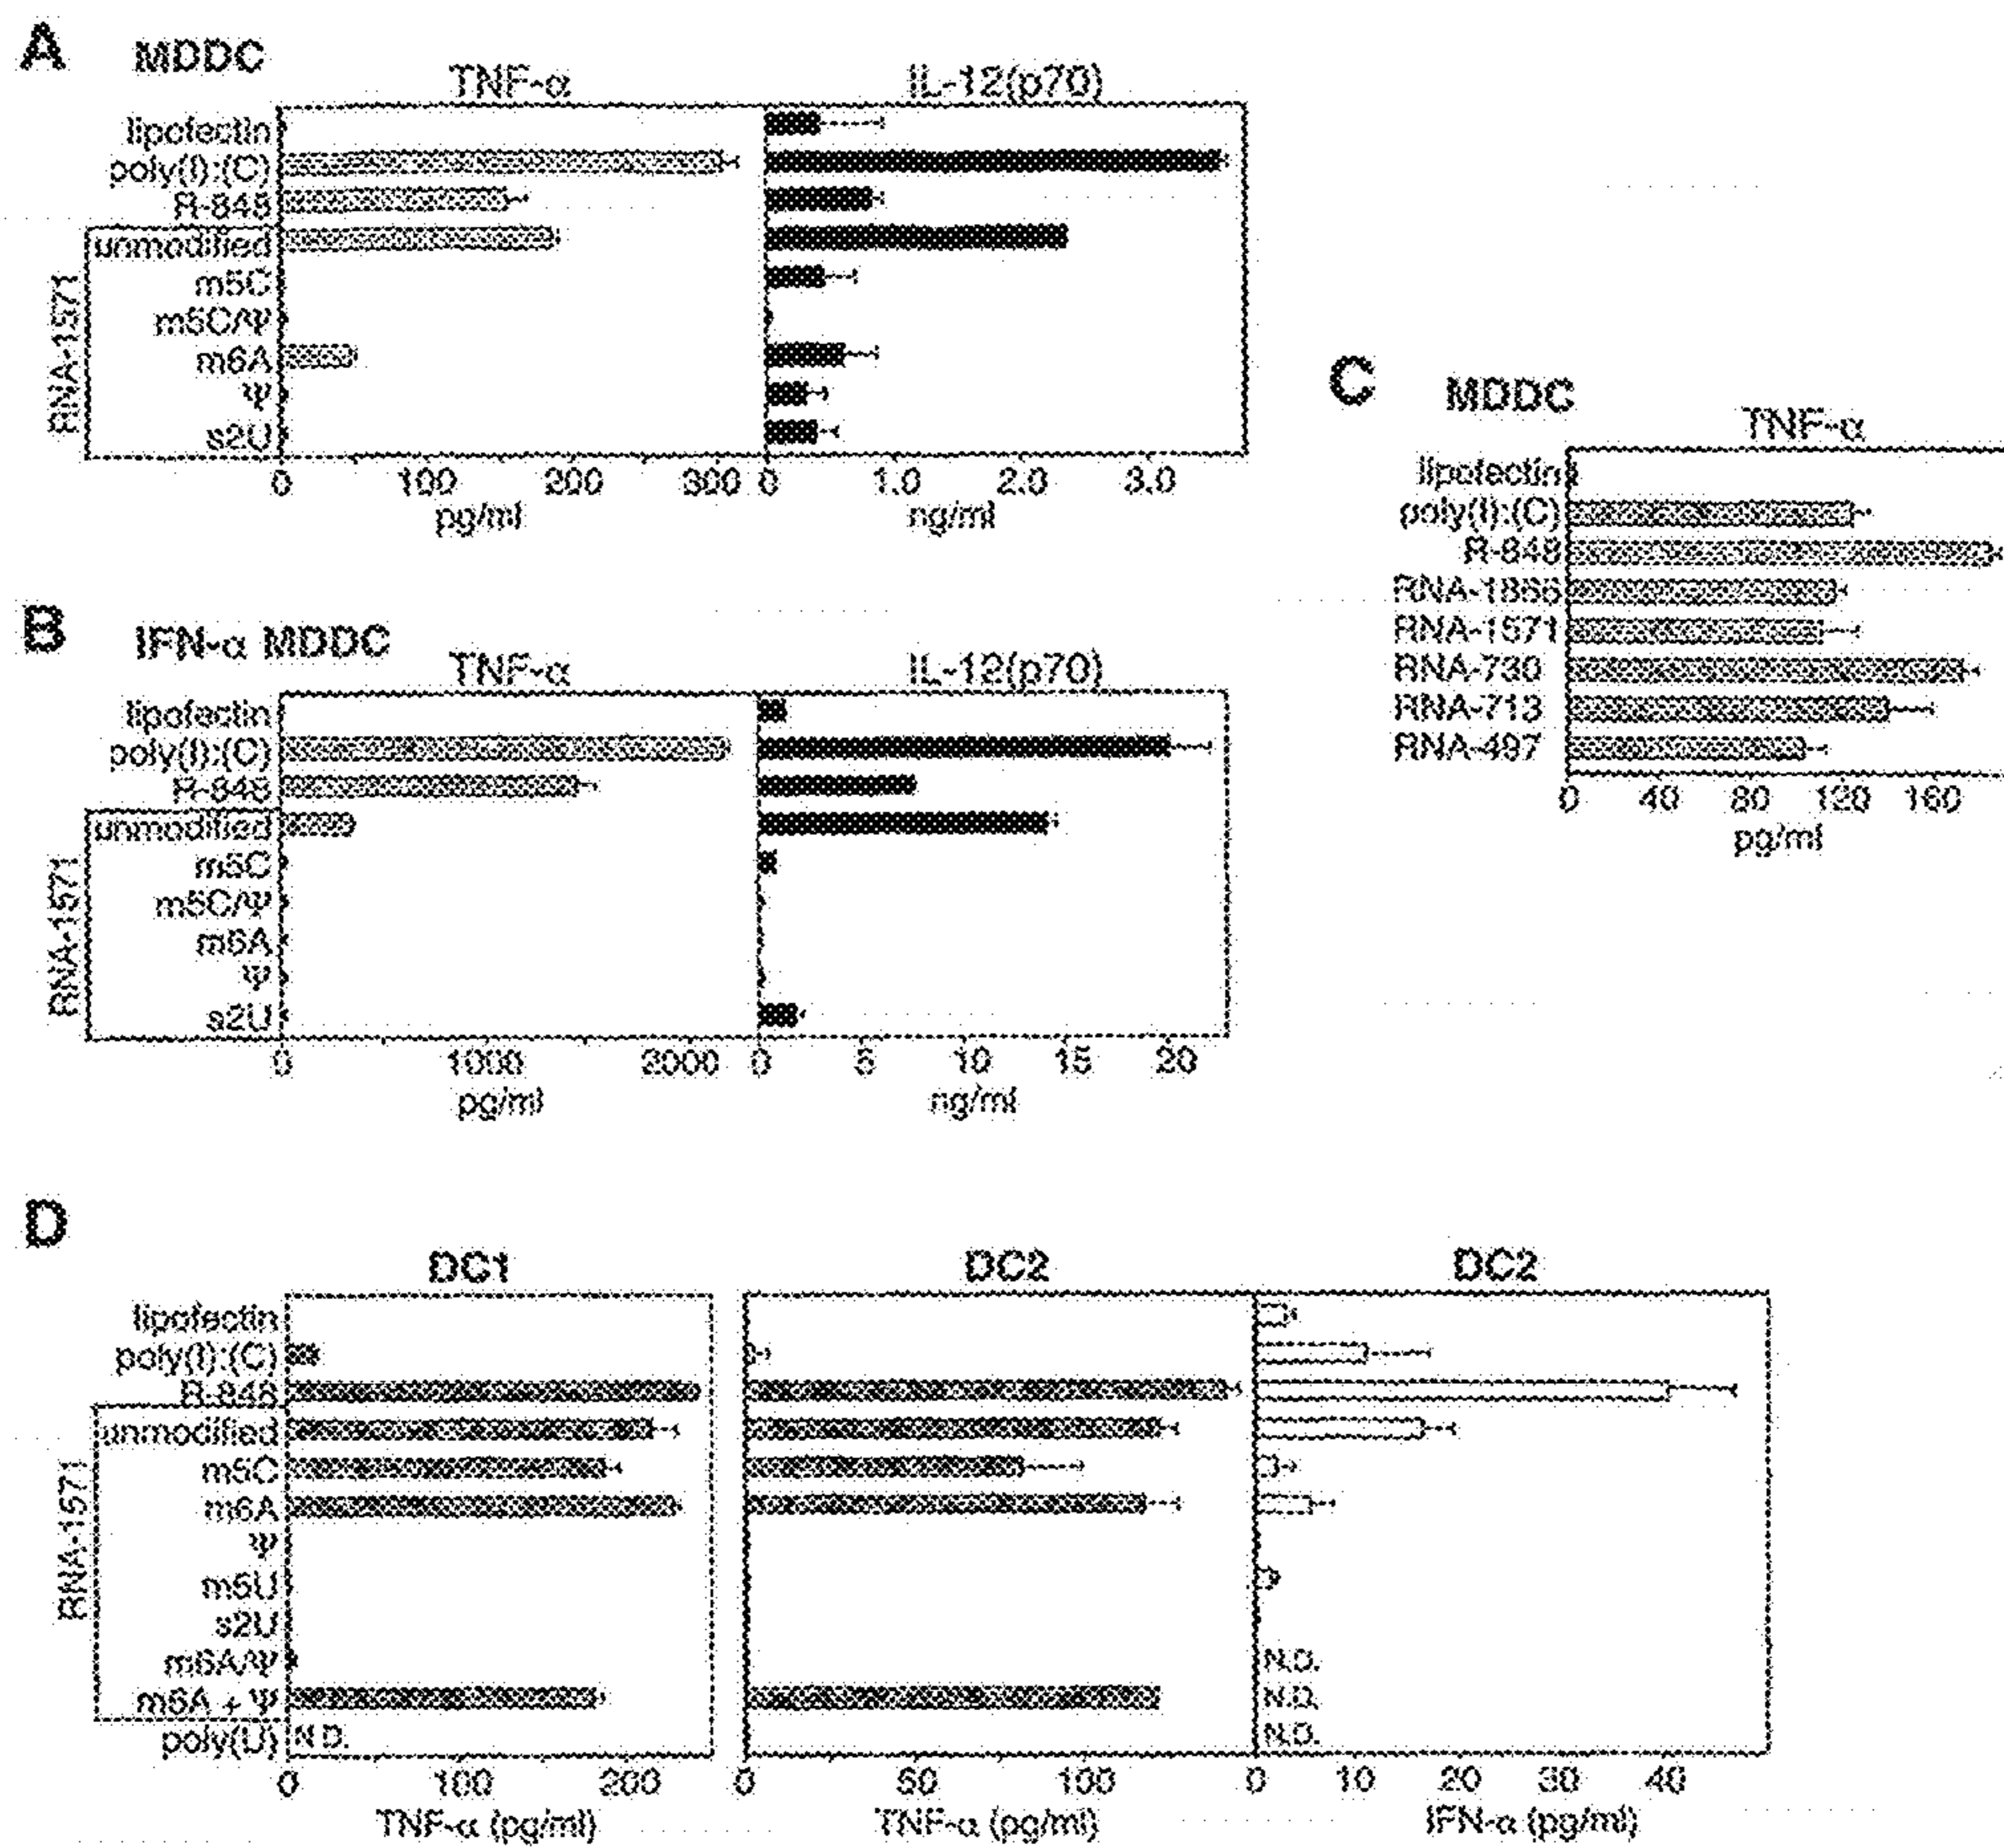 A MDDC
TNF-α IL-12(p70)
lipofectin
poly(I):(C)
R-848
unmodified
m5C
m5C/Ψ
m6A
Ψ
s2U
RNA-1571
0 100 200 300 0 1.0 2.0 3.0
pg/ml ng/ml
B IFN-α MDDC
TNF-α IL-12(p70)
lipofectin
poly(I):(C)
R-848
unmodified
m5C
m5C/Ψ
m6A
Ψ
s2U
RNA-1571
0 1000 2000 0 5 10 15 20
pg/ml ng/ml
C MDDC
TNF-α
lipofectin
poly(I):(C)
R-848
RNA-1866
RNA-1571
RNA-730
RNA-713
RNA-497
0 40 80 120 160
pg/ml
D
DC1 DC2 DC2
lipofectin
poly(I):(C)
R-848
unmodified
m5C
m6A
Ψ
m5U
s2U
m6A/Ψ N.D.
m6A + Ψ N.D.
poly(U) N.D. N.D.
RNA-1571
0 100 200 0 50 100 0 10 20 30 40
TNF-α (pg/ml) TNF-α (pg/ml) IFN-α (pg/ml)